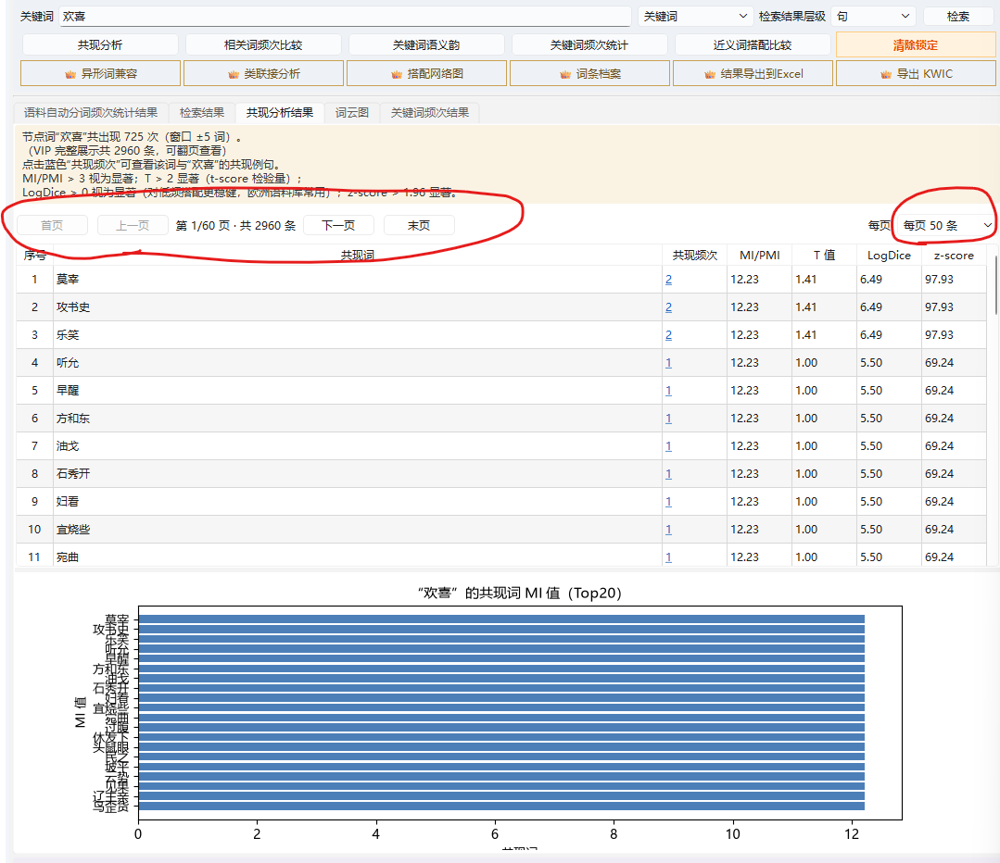 关键词 欢喜 关键词 检索结果层级 句 检索
共现分析 相关词频次比较 关键词语义韵 关键词频次统计 近义词搭配比较 清除锁定
异形词兼容 类联接分析 搭配网络图 词条档案 结果导出到Excel 导出 KWIC
语料自动分词频次统计结果 检索结果 共现分析结果 词云图 关键词频次结果
节点词“欢喜”共出现 725 次（窗口 ±5 词）。
（VIP 完整展示共 2960 条，可翻页查看）
点击蓝色“共现频次”可查看该词与“欢喜”的共现例句。
MI/PMI > 3 视为显著；T > 2 显著（t-score 检验量）；
LogDice > 0 视为显著（对低频搭配更稳健，欧洲语料库常用）；z-score > 1.96 显著。
首页 上一页 第 1/60 页 · 共 2960 条 下一页 末页 每页 每页 50 条
序号 共现词 共现频次 MI/PMI T 值 LogDice z-score
1 莫宰 2 12.23 1.41 6.49 97.93
2 攻书史 2 12.23 1.41 6.49 97.93
3 乐笑 2 12.23 1.41 6.49 97.93
4 听允 1 12.23 1.00 5.50 69.24
5 早醒 1 12.23 1.00 5.50 69.24
6 方和东 1 12.23 1.00 5.50 69.24
7 油戈 1 12.23 1.00 5.50 69.24
8 石秀开 1 12.23 1.00 5.50 69.24
9 妇看 1 12.23 1.00 5.50 69.24
10 宜烧些 1 12.23 1.00 5.50 69.24
11 宛曲 1 12.23 1.00 5.50 69.24
“欢喜”的共现词 MI 值（Top20）
莫宰
攻书史
乐笑
听允
早醒
方和东
油戈
石秀开
妇看
宜烧些
宛曲
休发下
头鼠眼
民之
坡平
云势
见巢
MI 值
0 2 4 6 8 10 12
共现词